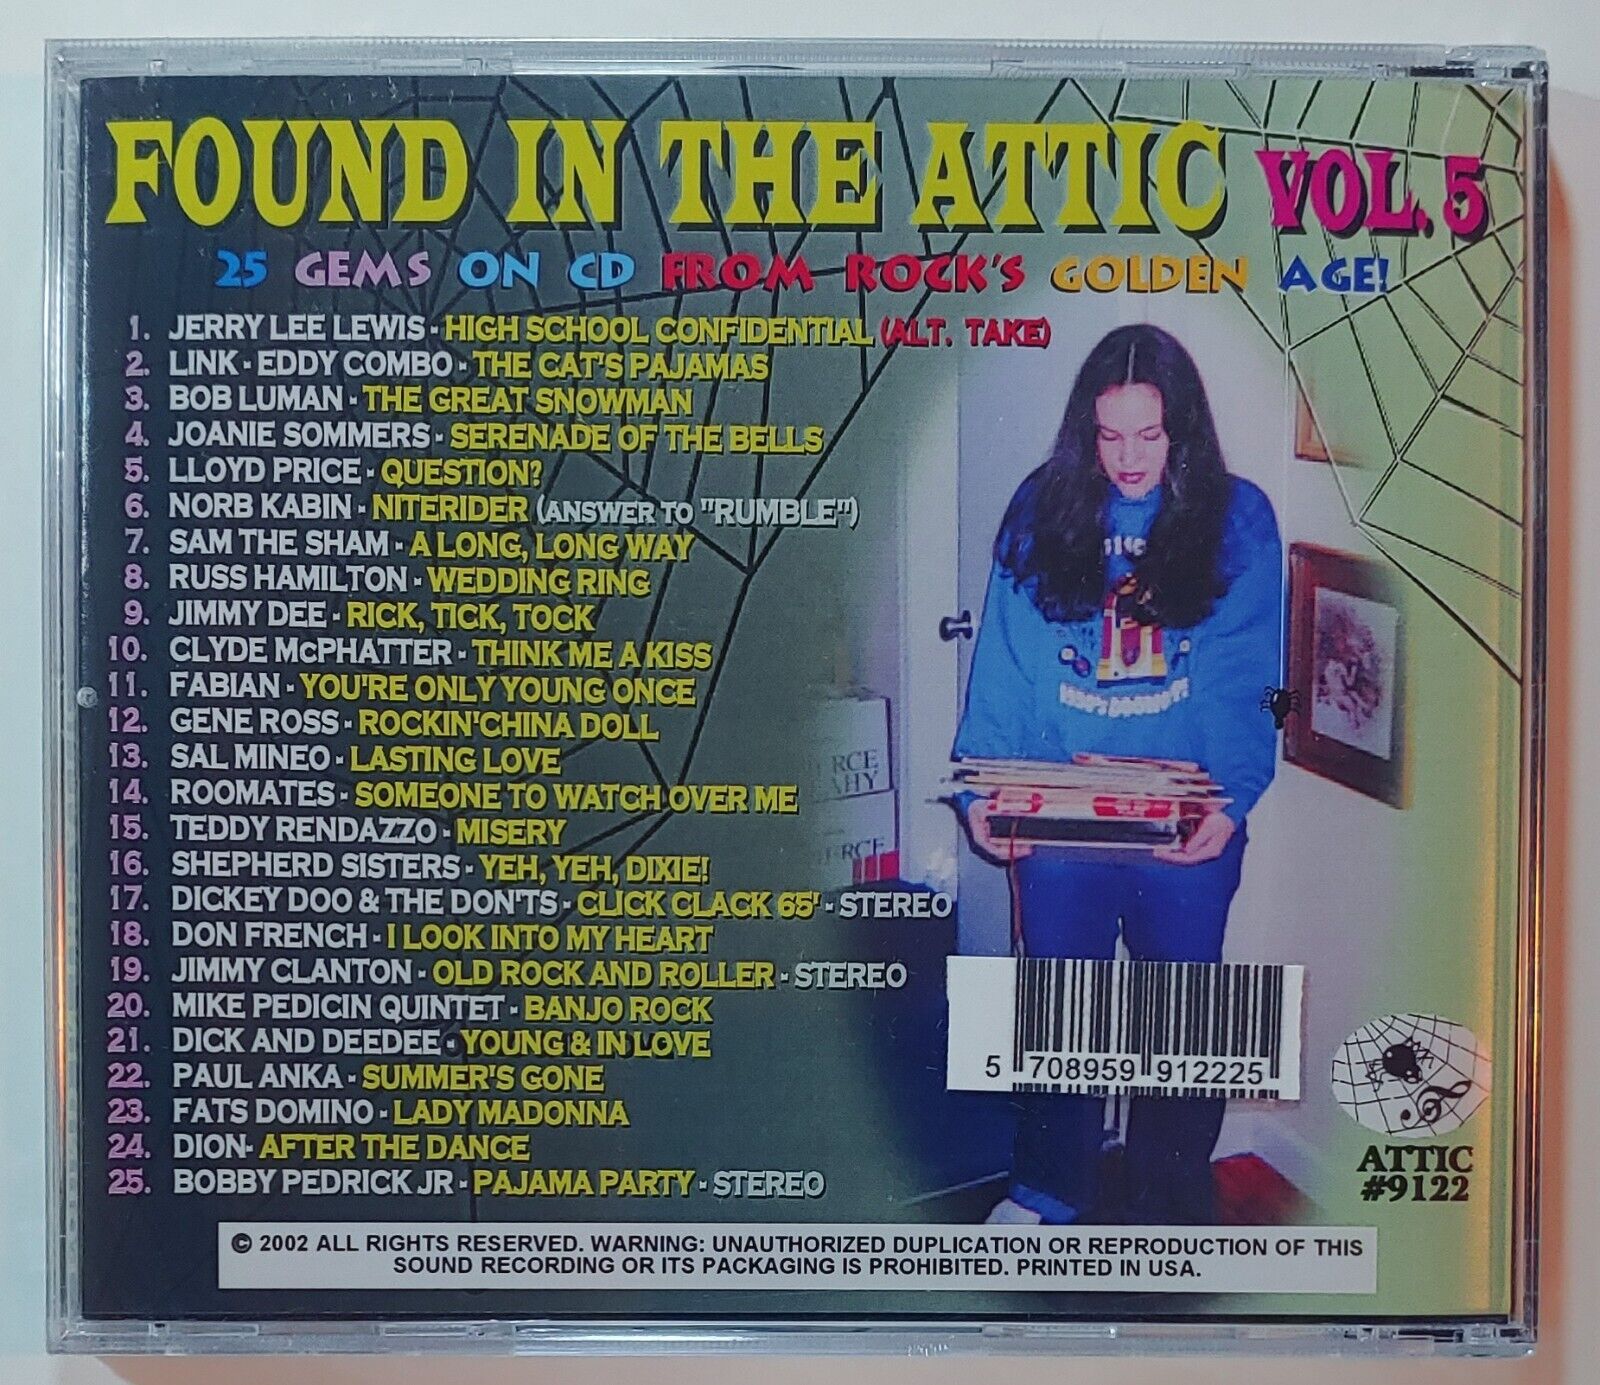 FOUND IN THE ATTIC VOL. 5
25 GEMS ON CD FROM ROCK'S GOLDEN AGE!
1. JERRY LEE LEWIS - HIGH SCHOOL CONFIDENTIAL (ALT. TAKE)
2. LINK - EDDY COMBO - THE CAT'S PAJAMAS
3. BOB LUMAN - THE GREAT SNOWMAN
4. JOANIE SOMMERS - SERENADE OF THE BELLS
5. LLOYD PRICE - QUESTION?
6. NORB KABIN - NITERIDER (ANSWER TO "RUMBLE")
7. SAM THE SHAM - A LONG, LONG WAY
8. RUSS HAMILTON - WEDDING RING
9. JIMMY DEE - RICK, TICK, TOCK
10. CLYDE McPHATTER - THINK ME A KISS
11. FABIAN - YOU'RE ONLY YOUNG ONCE
12. GENE ROSS - ROCKIN'CHINA DOLL
13. SAL MINEO - LASTING LOVE
14. ROOMATES - SOMEONE TO WATCH OVER ME
15. TEDDY RENDAZZO - MISERY
16. SHEPHERD SISTERS - YEH, YEH, DIXIE!
17. DICKEY DOO & THE DON'TS - CLICK CLACK 65' - STEREO
18. DON FRENCH - I LOOK INTO MY HEART
19. JIMMY CLANTON - OLD ROCK AND ROLLER - STEREO
20. MIKE PEDICIN QUINTET - BANJO ROCK
21. DICK AND DEEDEE - YOUNG & IN LOVE
22. PAUL ANKA - SUMMER'S GONE
23. FATS DOMINO - LADY MADONNA
24. DION- AFTER THE DANCE
25. BOBBY PEDRICK JR - PAJAMA PARTY - STEREO
5 708959 912225
ATTIC
#9122
© 2002 ALL RIGHTS RESERVED. WARNING: UNAUTHORIZED DUPLICATION OR REPRODUCTION OF THIS
SOUND RECORDING OR ITS PACKAGING IS PROHIBITED. PRINTED IN USA.